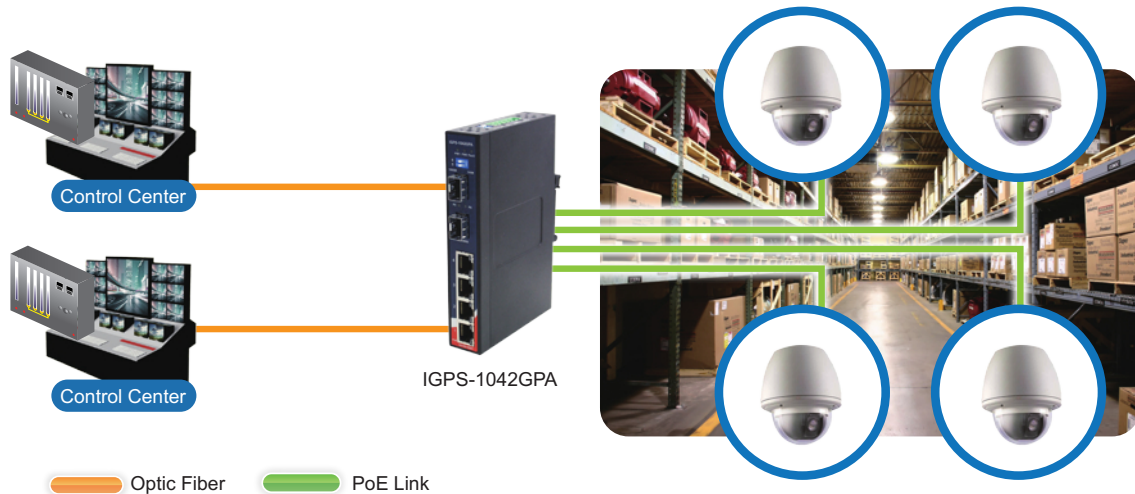 Control Center
IGPS-1042GPA
Control Center
Optic Fiber
PoE Link